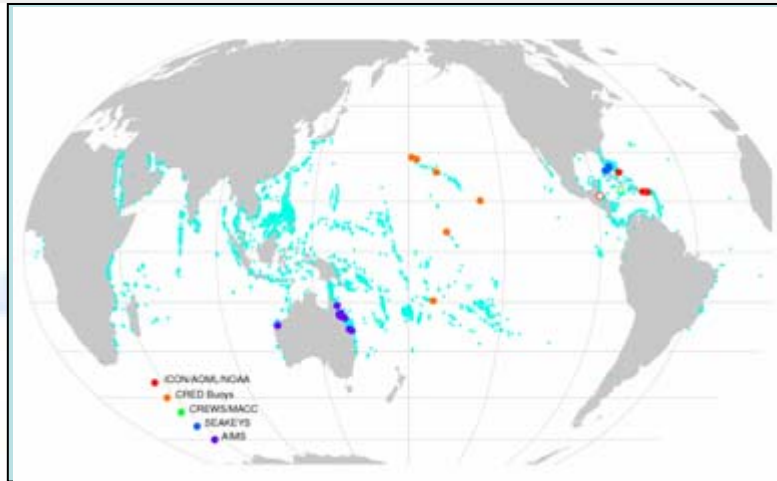 ICON/AOML/NOAA
CRED Buoys
CREWS/MACC
SEAKEYS
AIMS